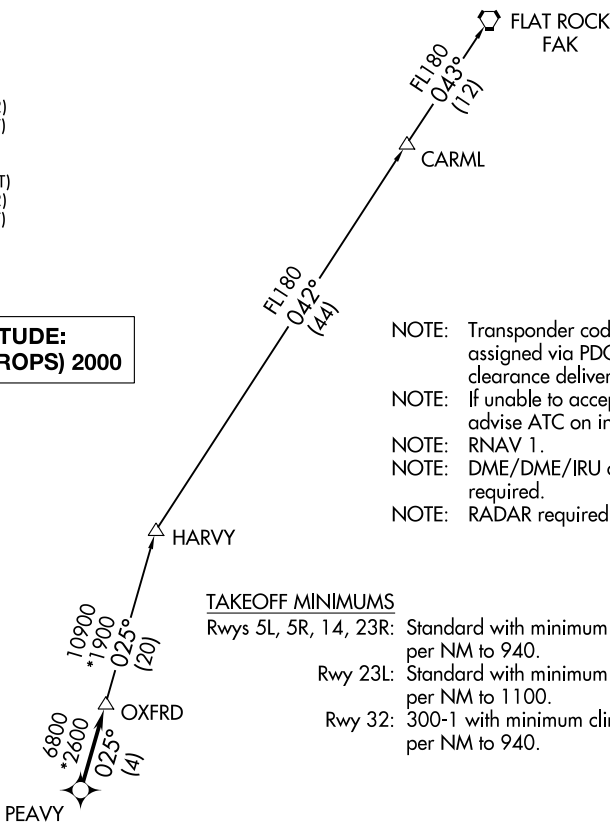 FLAT ROCK
FAK
FL180
043°
(12)
CARML
FL180
042°
(44)
TUDE:
ROPS) 2000
NOTE: Transponder cod
assigned via PDC
clearance deliver
NOTE: If unable to accep
advise ATC on in
NOTE: RNAV 1.
NOTE: DME/DME/IRU o
required.
NOTE: RADAR required
HARVY
10900
*1900
025°
(20)
TAKEOFF MINIMUMS
Rwys 5L, 5R, 14, 23R: Standard with minimum
per NM to 940.
Rwy 23L: Standard with minimum
per NM to 1100.
Rwy 32: 300-1 with minimum clim
per NM to 940.
OXFRD
6800
*2600
025°
(4)
PEAVY